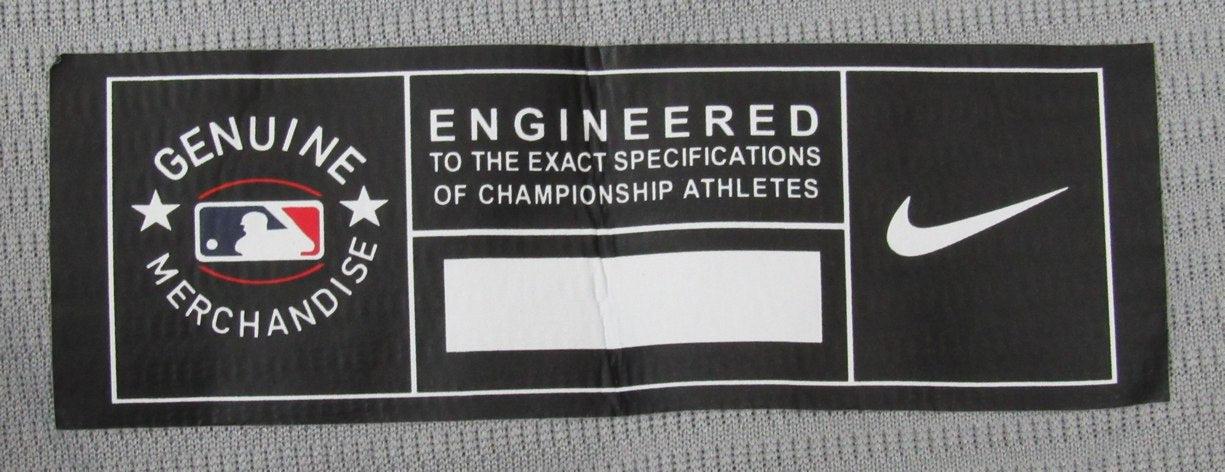 GENUINE
MERCHANDISE
ENGINEERED
TO THE EXACT SPECIFICATIONS
OF CHAMPIONSHIP ATHLETES